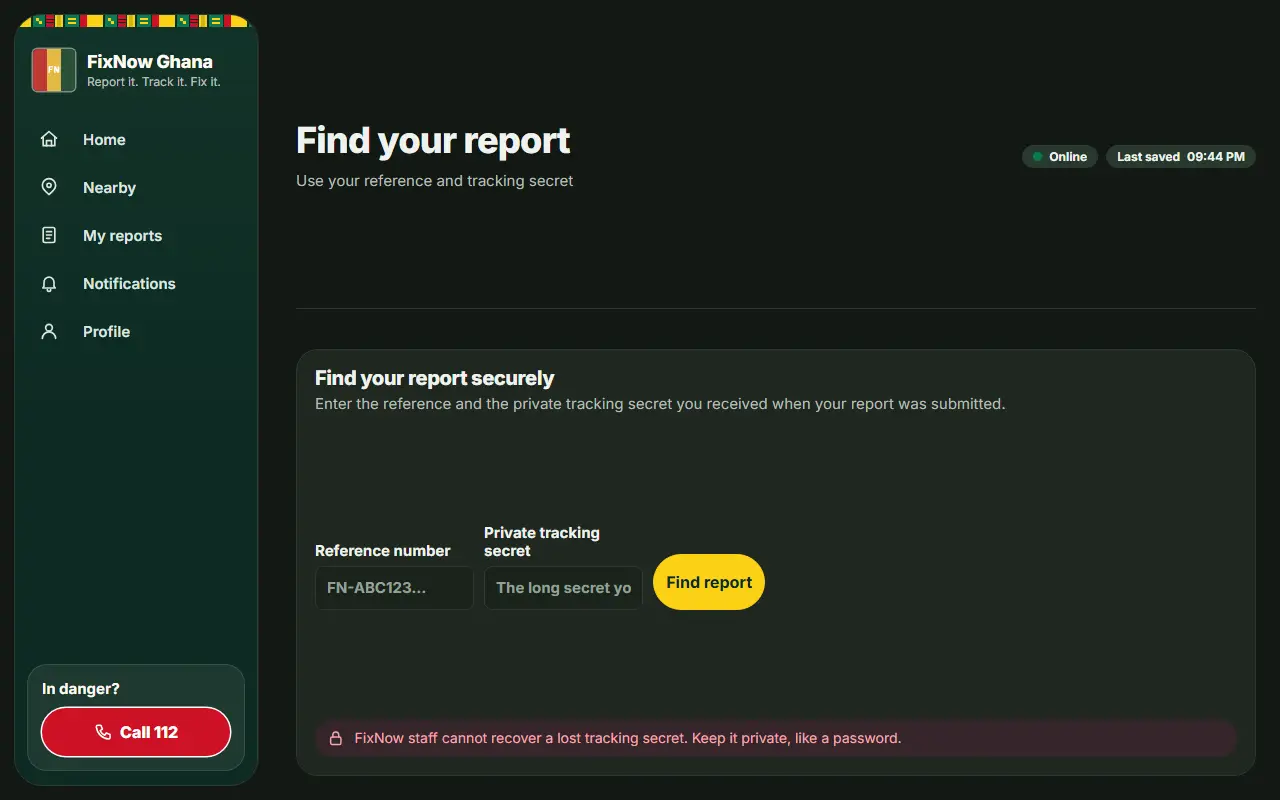 FN
FixNow Ghana
Report it. Track it. Fix it.
Home
Nearby
My reports
Notifications
Profile
In danger?
Call 112
Find your report
Use your reference and tracking secret
Online
Last saved 09:44 PM
Find your report securely
Enter the reference and the private tracking secret you received when your report was submitted.
Reference number
FN-ABC123...
Private tracking
secret
The long secret yo
Find report
FixNow staff cannot recover a lost tracking secret. Keep it private, like a password.